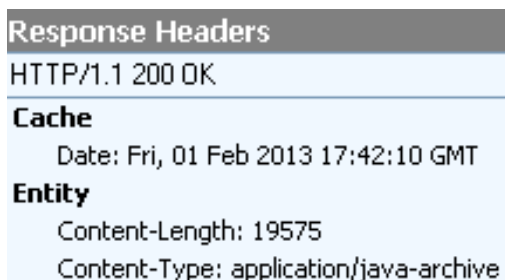 Response Headers
HTTP/1.1 200 OK
Cache
Date: Fri, 01 Feb 2013 17:42:10 GMT
Entity
Content-Length: 19575
Content-Type: application/java-archive